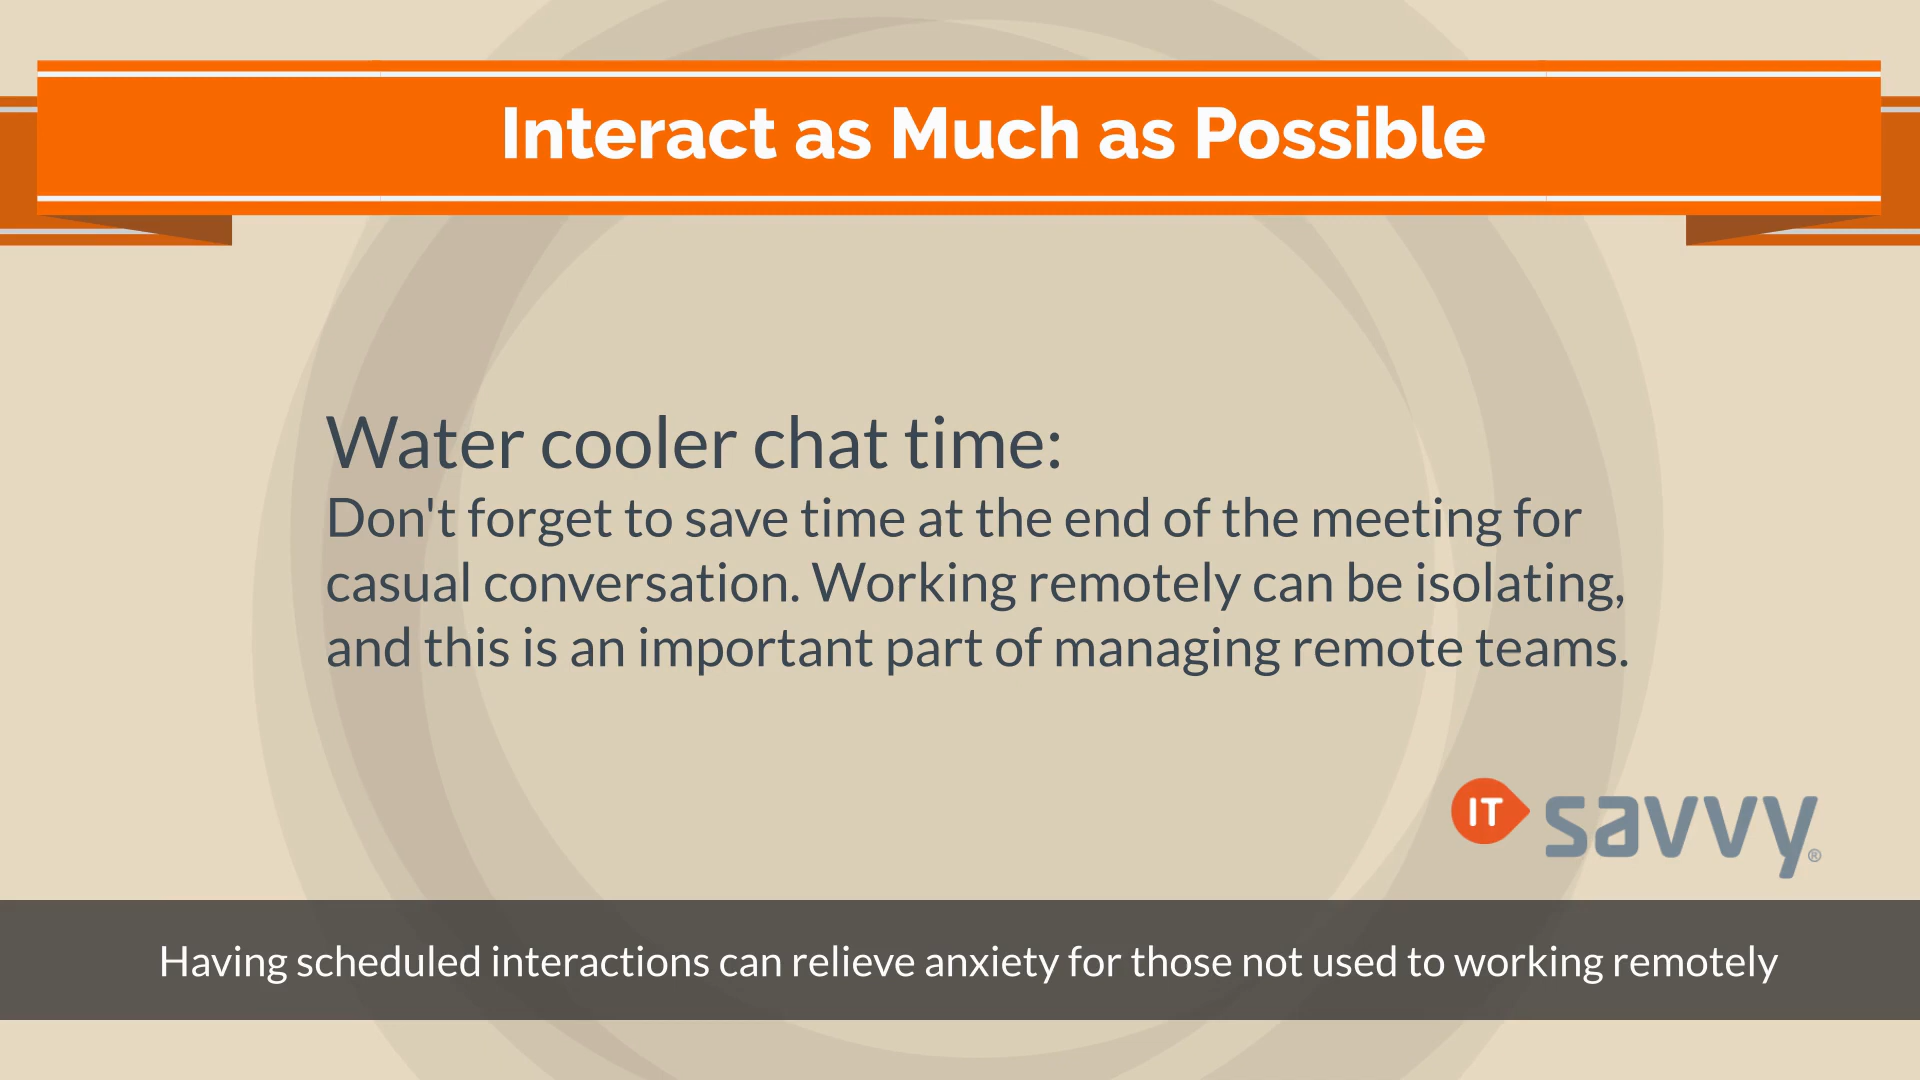 Interact as Much as Possible
Water cooler chat time:
Don't forget to save time at the end of the meeting for
casual conversation. Working remotely can be isolating,
and this is an important part of managing remote teams.
IT savvy®
Having scheduled interactions can relieve anxiety for those not used to working remotely